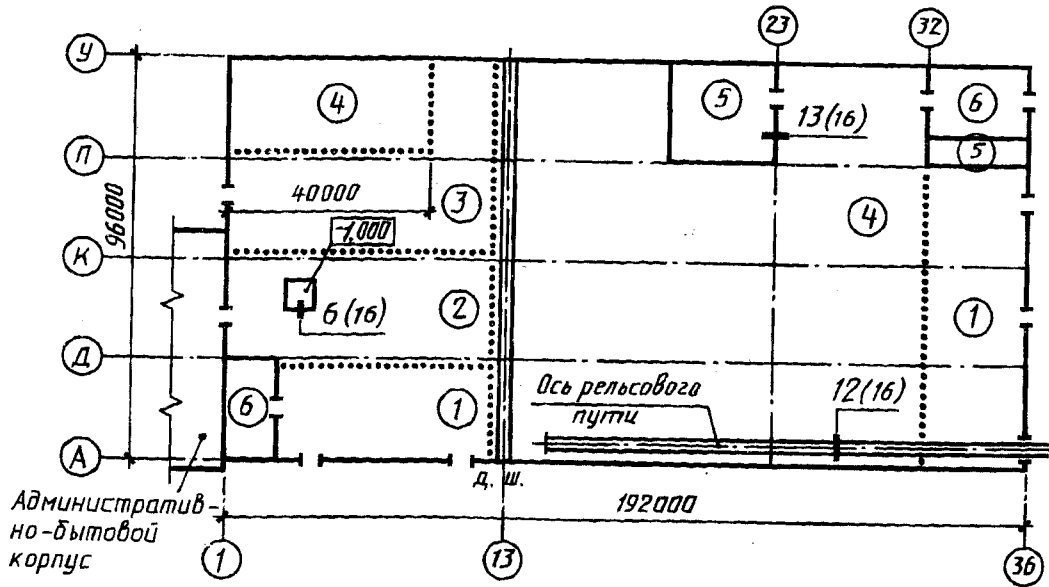 23
32
У
4
5
6
13(16)
П
5
40000
3
4
96000
-1,000
К
6(16)
2
1
Д
Ось рельсового
пути
12(16)
6
1
А
д. ш.
Административ-
но-бытовой
корпус
192000
1
13
36